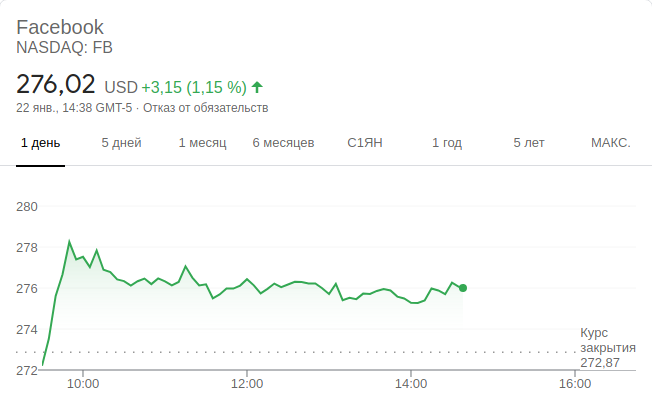 Facebook
NASDAQ: FB
276,02 USD +3,15 (1,15 %)
22 янв., 14:38 GMT-5 · Отказ от обязательств
1 день 5 дней 1 месяц 6 месяцев С1ЯН 1 год 5 лет МАКС.
280
278
276
274
Курс
закрытия
272,87
272
10:00 12:00 14:00 16:00